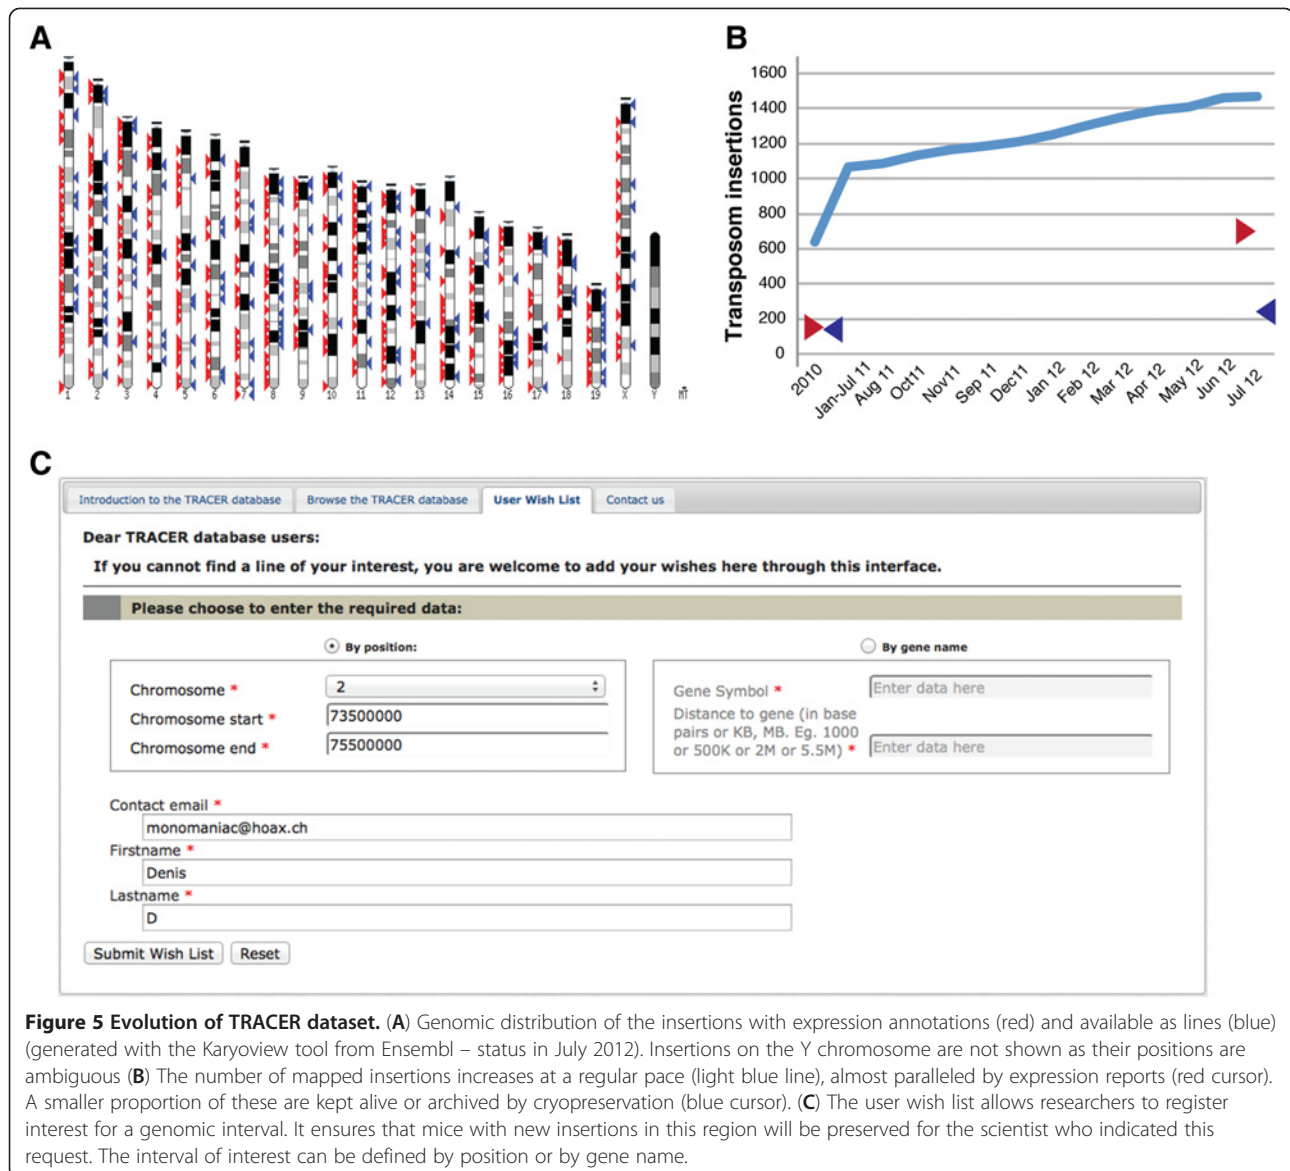 A
1 2 3 4 5 6 7 8 9 10 11 12 13 14 15 16 17 18 19 X Y MT
B
Transposom insertions
1600
1400
1200
1000
800
600
400
200
0
2010 Jan-Jul 11 Aug 11 Oct11 Nov11 Sep 11 Dec11 Jan 12 Feb 12 Mar 12 Apr 12 May 12 Jun 12 Jul 12
C
Introduction to the TRACER database Browse the TRACER database User Wish List Contact us
Dear TRACER database users:
If you cannot find a line of your interest, you are welcome to add your wishes here through this interface.
Please choose to enter the required data:
By position:
Chromosome * 2
Chromosome start * 73500000
Chromosome end * 75500000
By gene name
Gene Symbol * Enter data here
Distance to gene (in base
pairs or KB, MB. Eg. 1000
or 500K or 2M or 5.5M) * Enter data here
Contact email *
monomaniac@hoax.ch
Firstname *
Denis
Lastname *
D
Submit Wish List Reset
Figure 5 Evolution of TRACER dataset. (A) Genomic distribution of the insertions with expression annotations (red) and available as lines (blue)
(generated with the Karyoview tool from Ensembl – status in July 2012). Insertions on the Y chromosome are not shown as their positions are
ambiguous (B) The number of mapped insertions increases at a regular pace (light blue line), almost paralleled by expression reports (red cursor).
A smaller proportion of these are kept alive or archived by cryopreservation (blue cursor). (C) The user wish list allows researchers to register
interest for a genomic interval. It ensures that mice with new insertions in this region will be preserved for the scientist who indicated this
request. The interval of interest can be defined by position or by gene name.